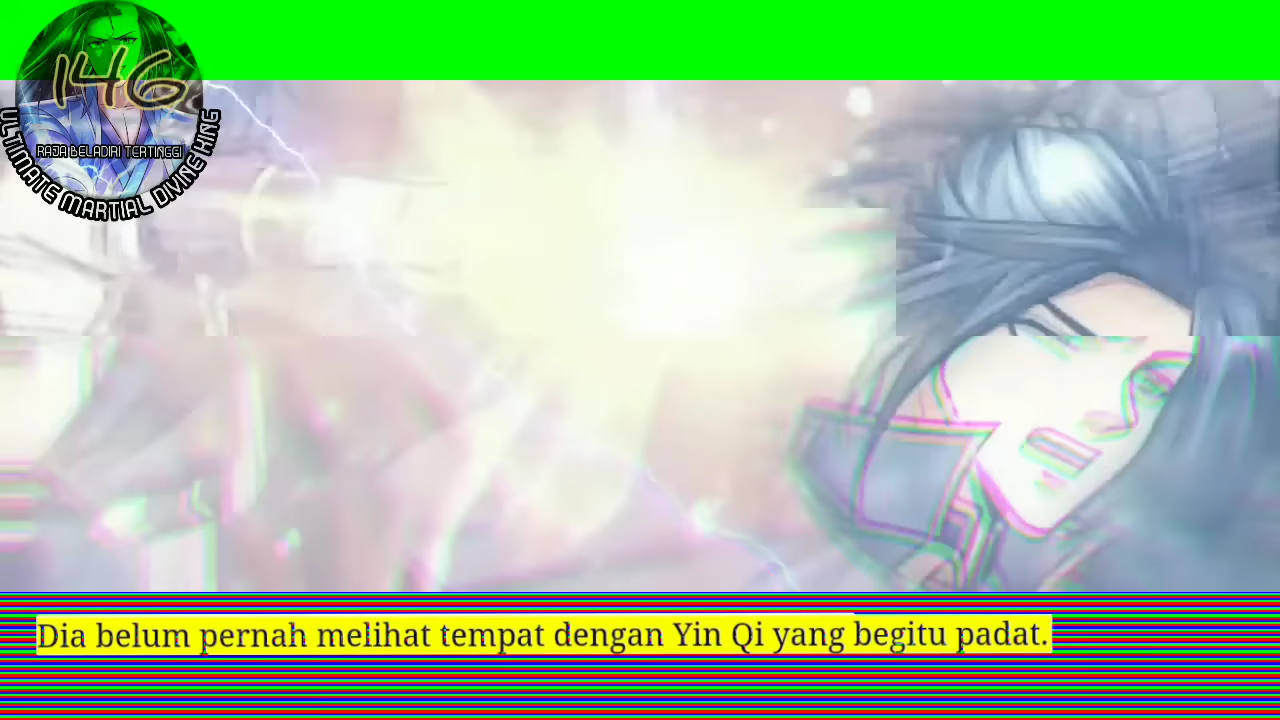 146
RAJA BELADIRI TERTINGGI
ULTIMATE MARTIAL DIVINE KING
Dia belum pernah melihat tempat dengan Yin Qi yang begitu padat.